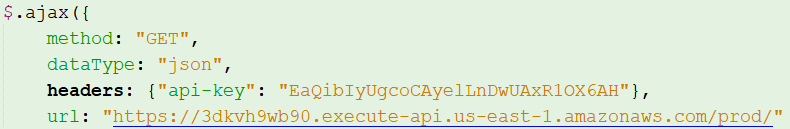 $.ajax({
method: "GET",
dataType: "json",
headers: {"api-key": "EaQibIyUgcoCAyelLnDwUAxR1OX6AH"},
url: "https://3dkvh9wb90.execute-api.us-east-1.amazonaws.com/prod/"